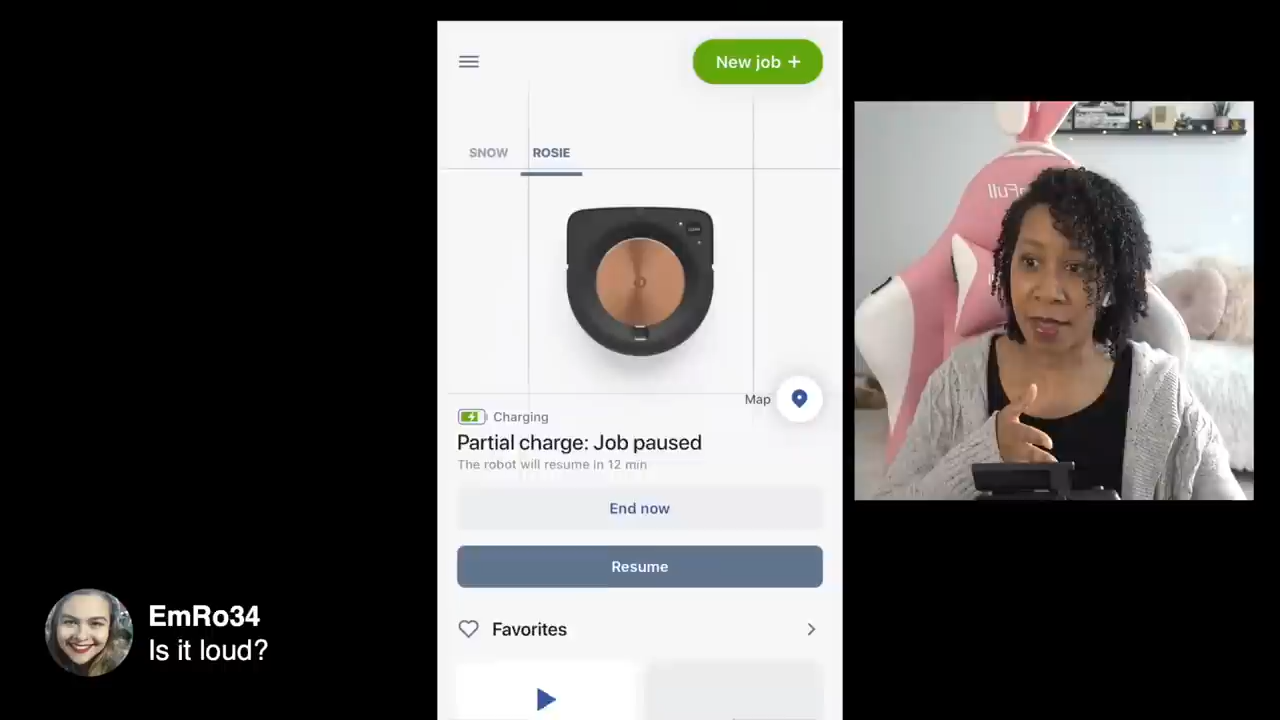 New job +
SNOW ROSIE
Map
Charging
Partial charge: Job paused
The robot will resume in 12 min
End now
Resume
Favorites
EmRo34
Is it loud?